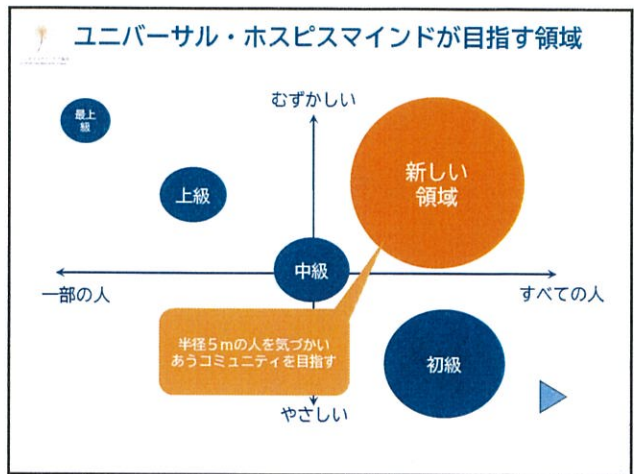 ユニバーサル・ホスピスマインドが目指す領域
むずかしい
最上
級
新しい
領域
上級
中級
一部の人
すべての人
半径5mの人を気づかい
あうコミュニティを目指す
初級
やさしい